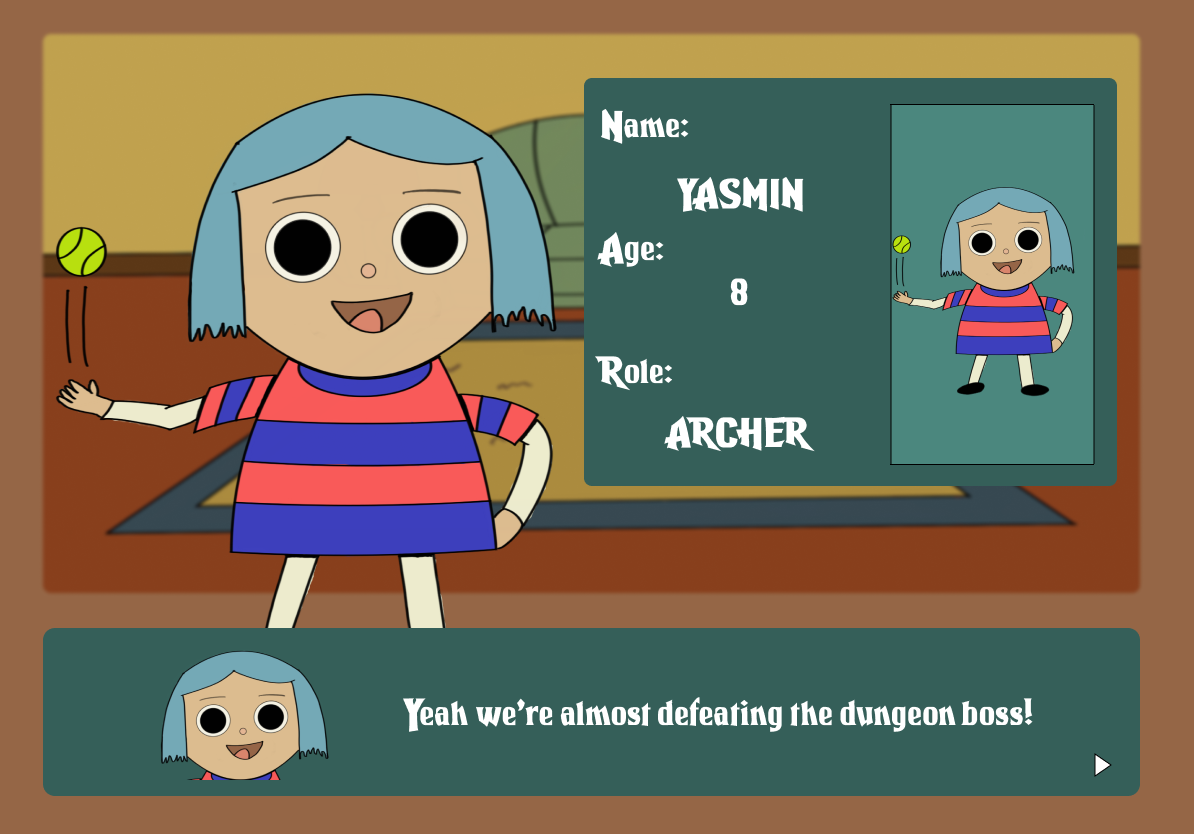 Name:
YASMIN
Age:
8
Role:
ARCHER
Yeah we're almost defeating the dungeon boss!